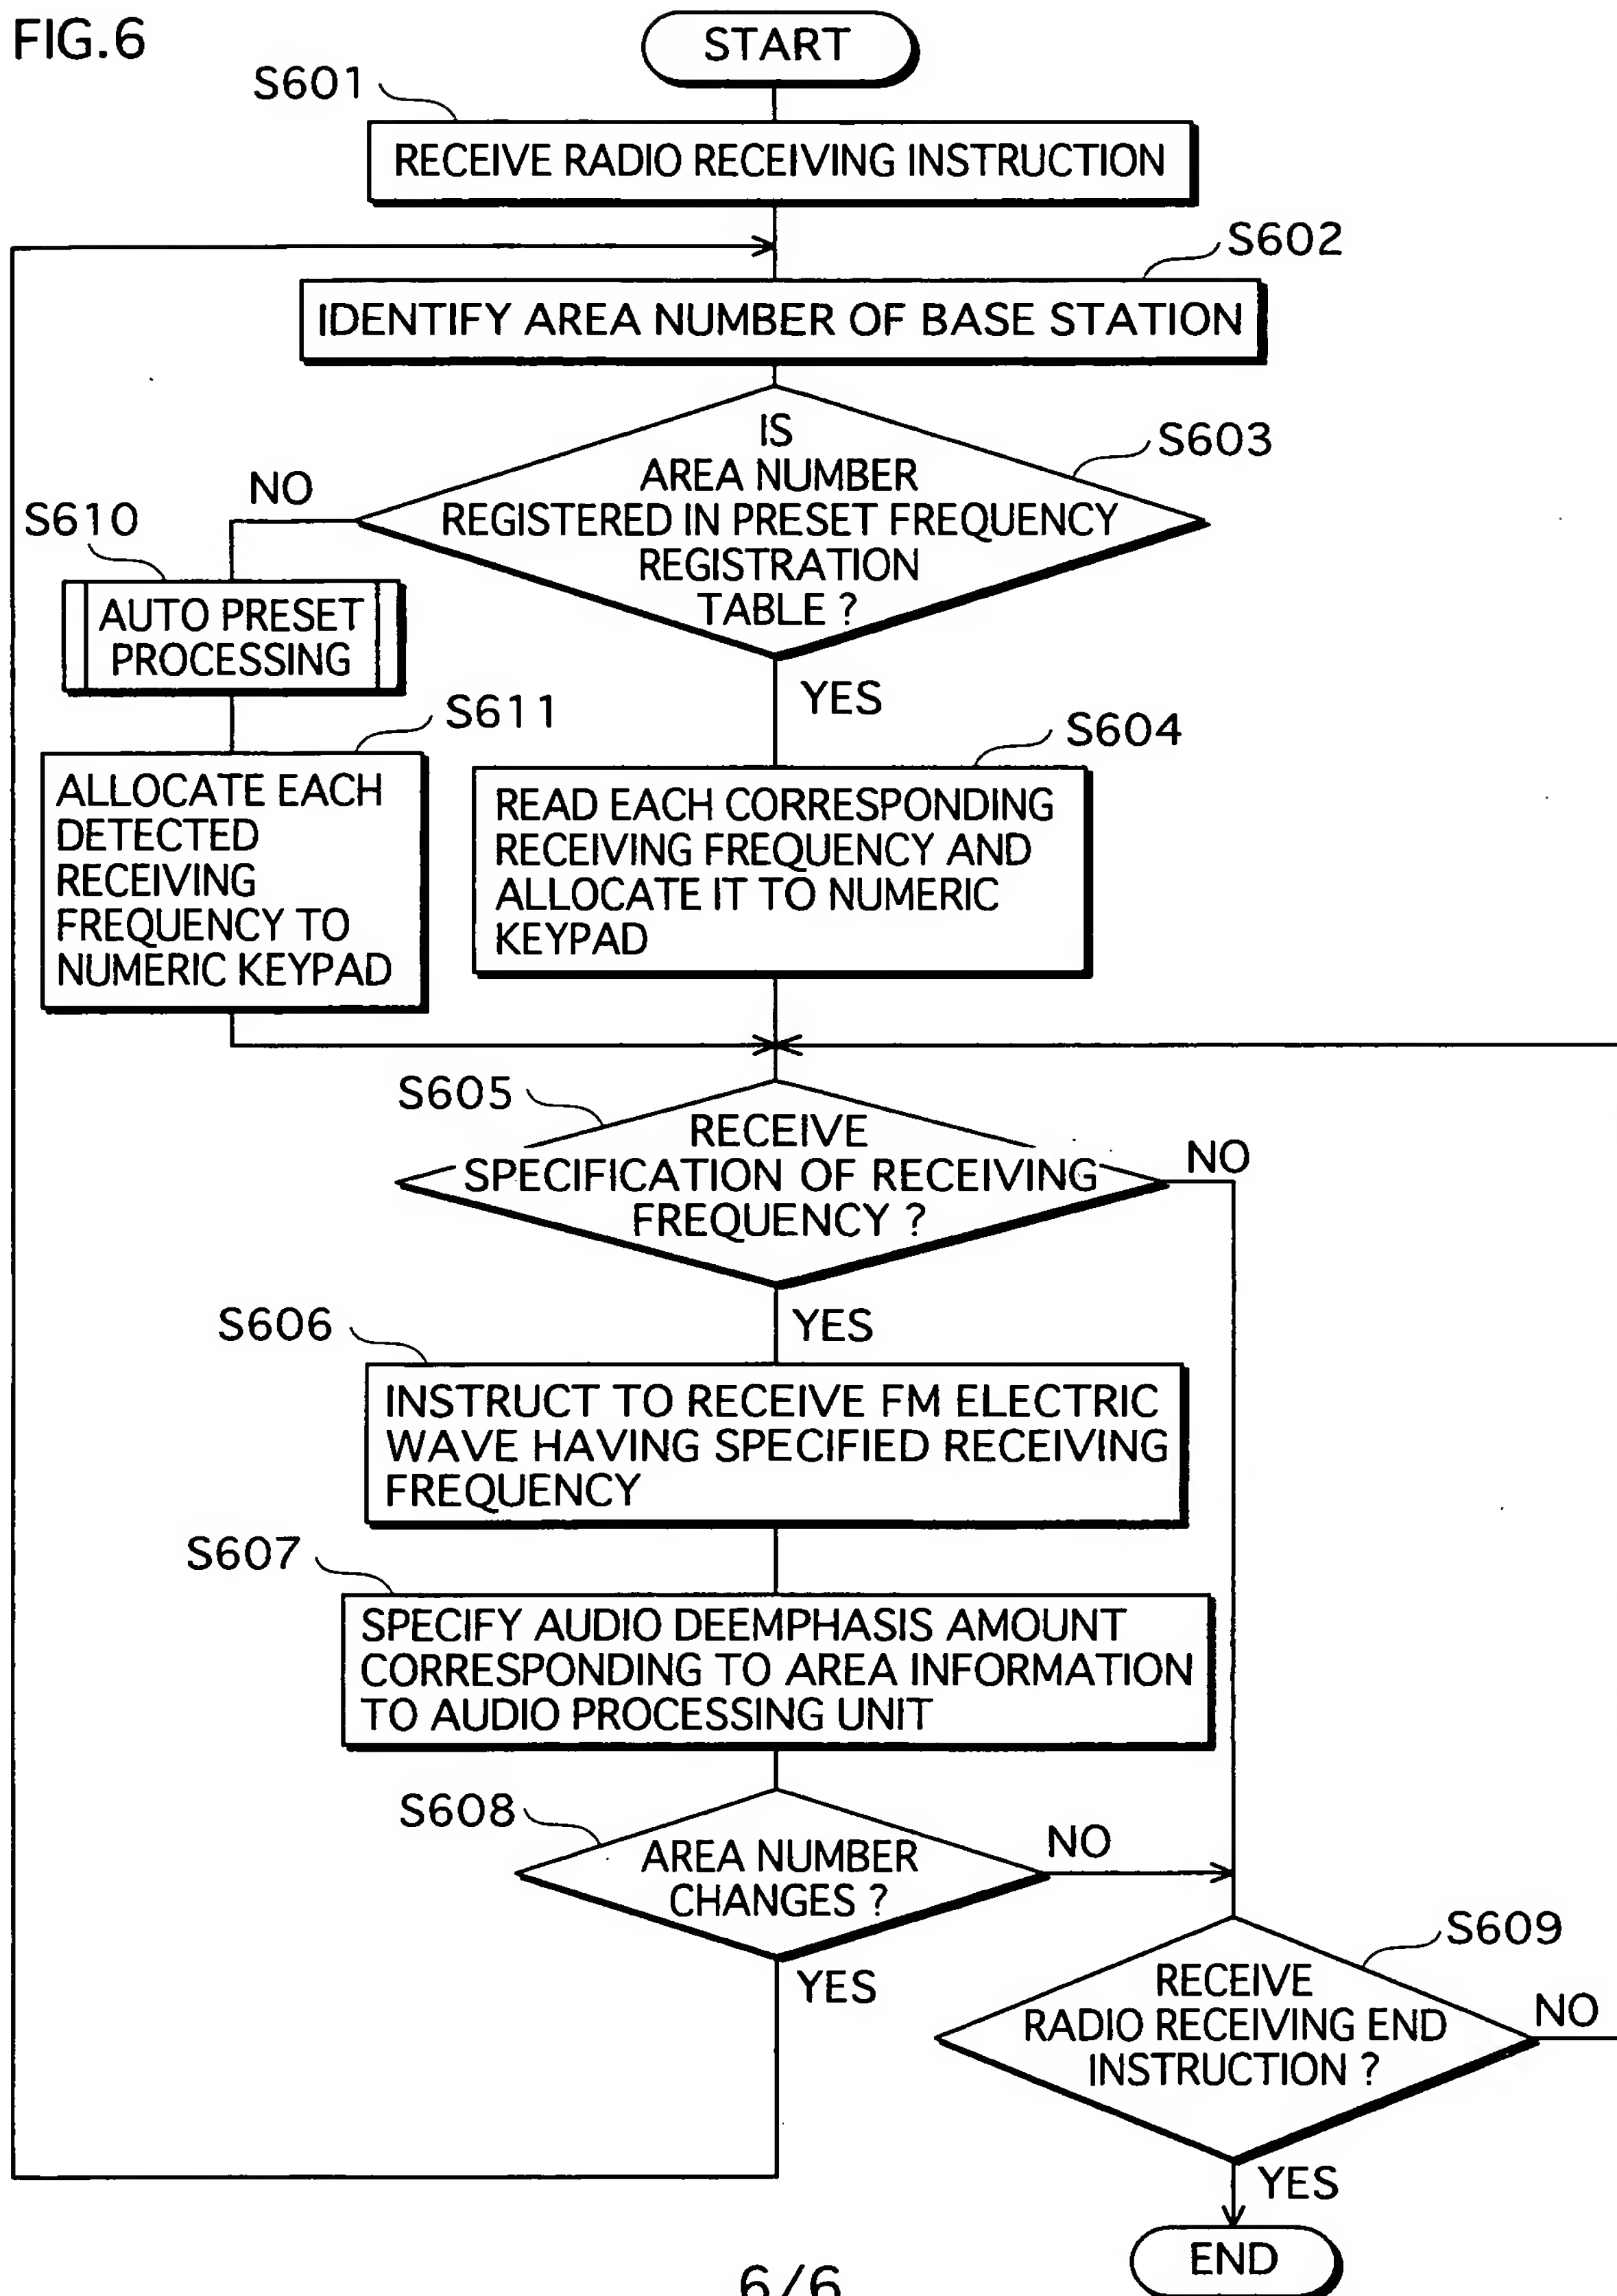 FIG.6
START
S601
RECEIVE RADIO RECEIVING INSTRUCTION
S602
IDENTIFY AREA NUMBER OF BASE STATION
S603
IS
AREA NUMBER
REGISTERED IN PRESET FREQUENCY
REGISTRATION
TABLE ?
NO
S610
AUTO PRESET
PROCESSING
YES
S611
ALLOCATE EACH
DETECTED
RECEIVING
FREQUENCY TO
NUMERIC KEYPAD
S604
READ EACH CORRESPONDING
RECEIVING FREQUENCY AND
ALLOCATE IT TO NUMERIC
KEYPAD
S605
RECEIVE
SPECIFICATION OF RECEIVING
FREQUENCY ?
NO
YES
S606
INSTRUCT TO RECEIVE FM ELECTRIC
WAVE HAVING SPECIFIED RECEIVING
FREQUENCY
S607
SPECIFY AUDIO DEEMPHASIS AMOUNT
CORRESPONDING TO AREA INFORMATION
TO AUDIO PROCESSING UNIT
S608
AREA NUMBER
CHANGES ?
NO
YES
S609
RECEIVE
RADIO RECEIVING END
INSTRUCTION ?
NO
YES
END
6/6